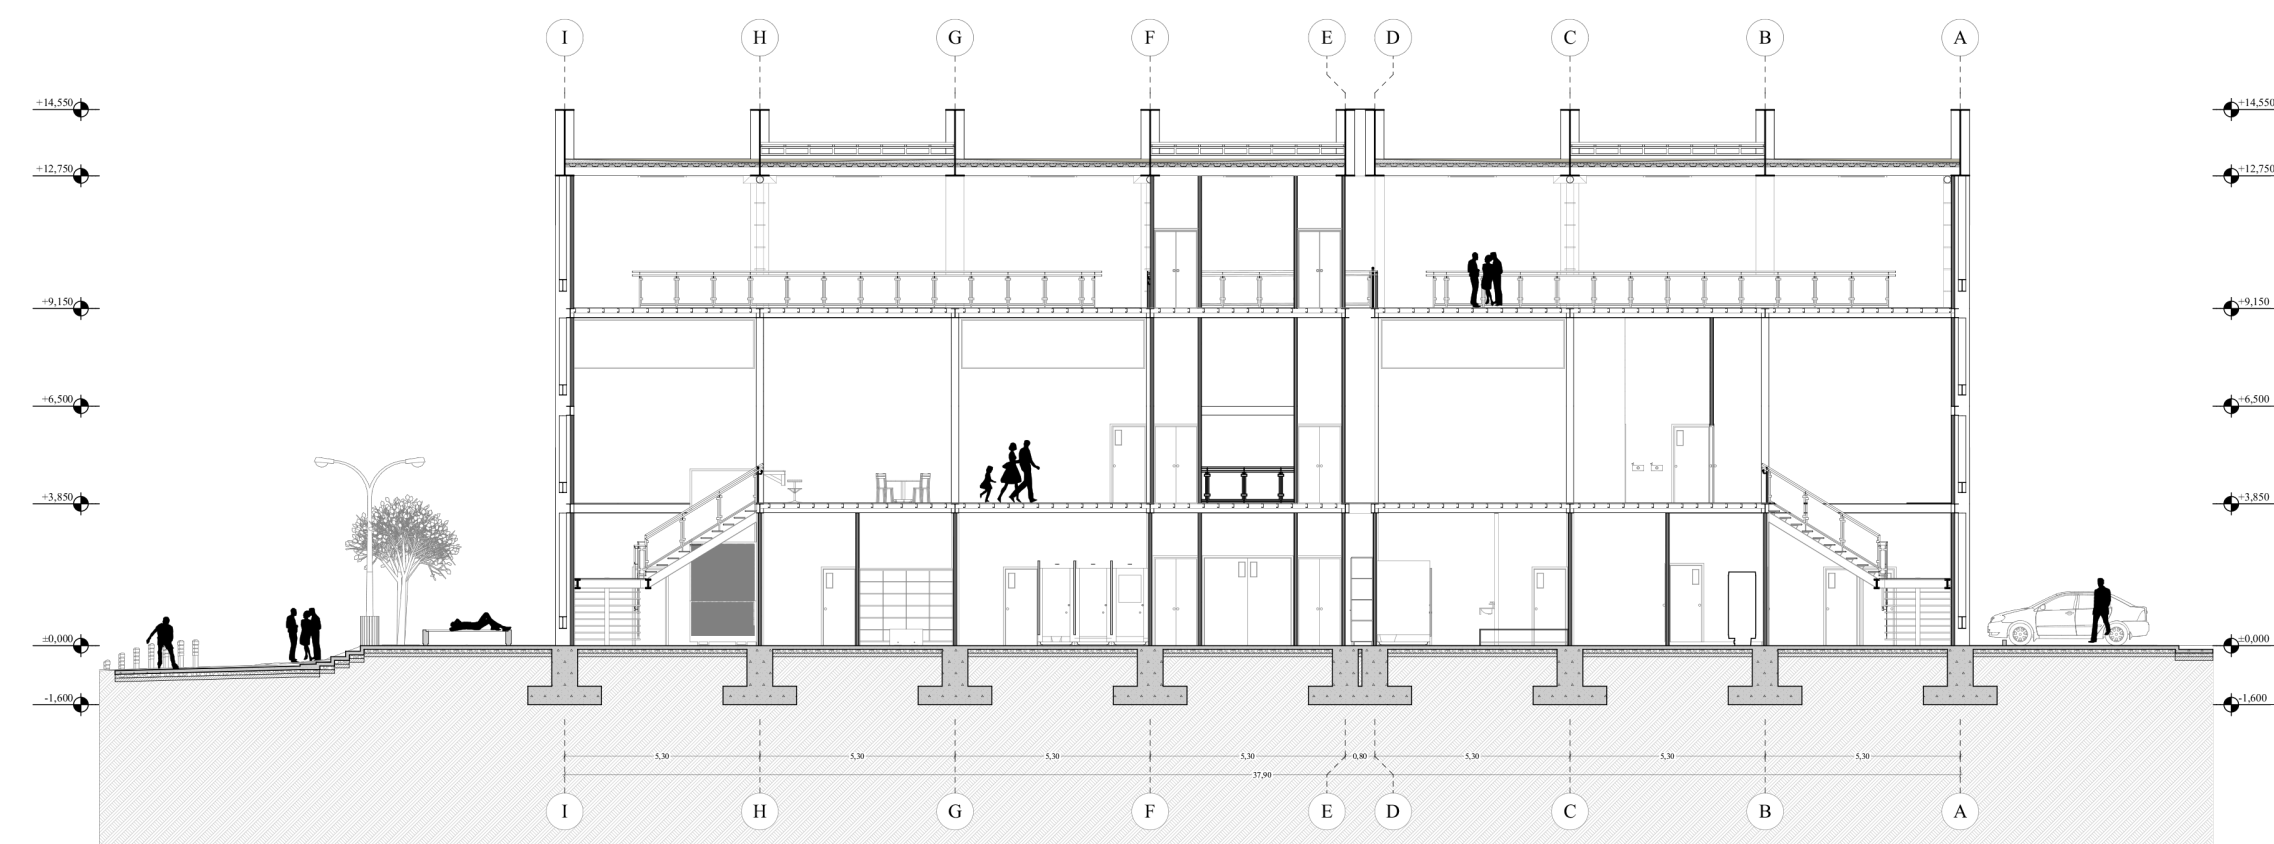 I H G F E D C B A
+14,550 +14,550
+12,750 +12,750
+9,150 +9,150
+6,500 +6,500
+3,850 +3,850
±0,000 ±0,000
-1,600 -1,600
5,30 5,30 5,30 5,30 0,80 5,30 5,30 5,30
37,90
I H G F E D C B A